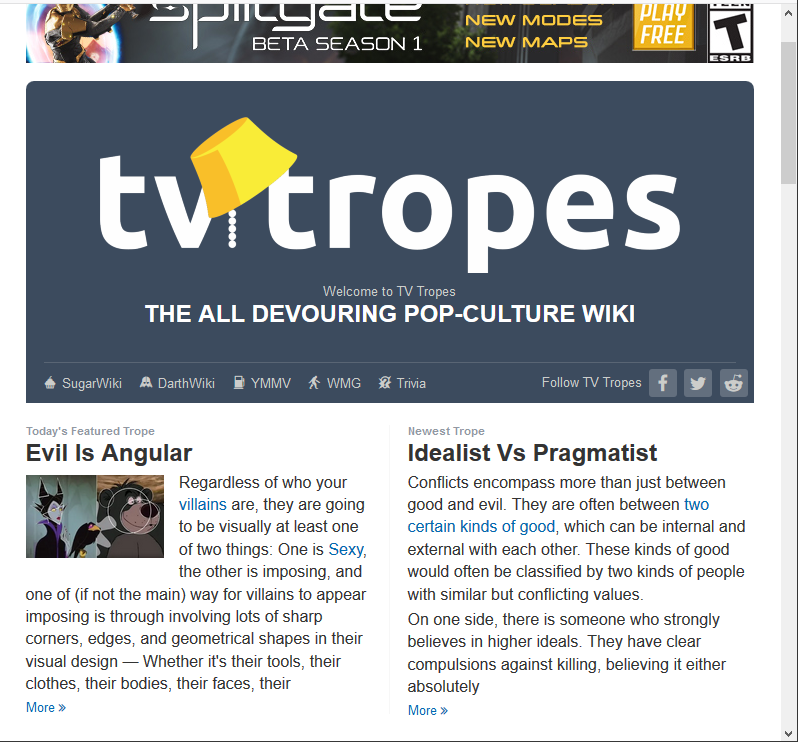 Splitgate
BETA SEASON 1
NEW MODES
NEW MAPS
PLAY
FREE
TEEN
T
ESRB
tv tropes
Welcome to TV Tropes
THE ALL DEVOURING POP-CULTURE WIKI
SugarWiki DarthWiki YMMV WMG Trivia Follow TV Tropes
Today's Featured Trope
Evil Is Angular
Regardless of who your
villains are, they are going
to be visually at least one
of two things: One is Sexy,
the other is imposing, and
one of (if not the main) way for villains to appear
imposing is through involving lots of sharp
corners, edges, and geometrical shapes in their
visual design — Whether it's their tools, their
clothes, their bodies, their faces, their
More »
Newest Trope
Idealist Vs Pragmatist
Conflicts encompass more than just between
good and evil. They are often between two
certain kinds of good, which can be internal and
external with each other. These kinds of good
would often be classified by two kinds of people
with similar but conflicting values.
On one side, there is someone who strongly
believes in higher ideals. They have clear
compulsions against killing, believing it either
absolutely
More »